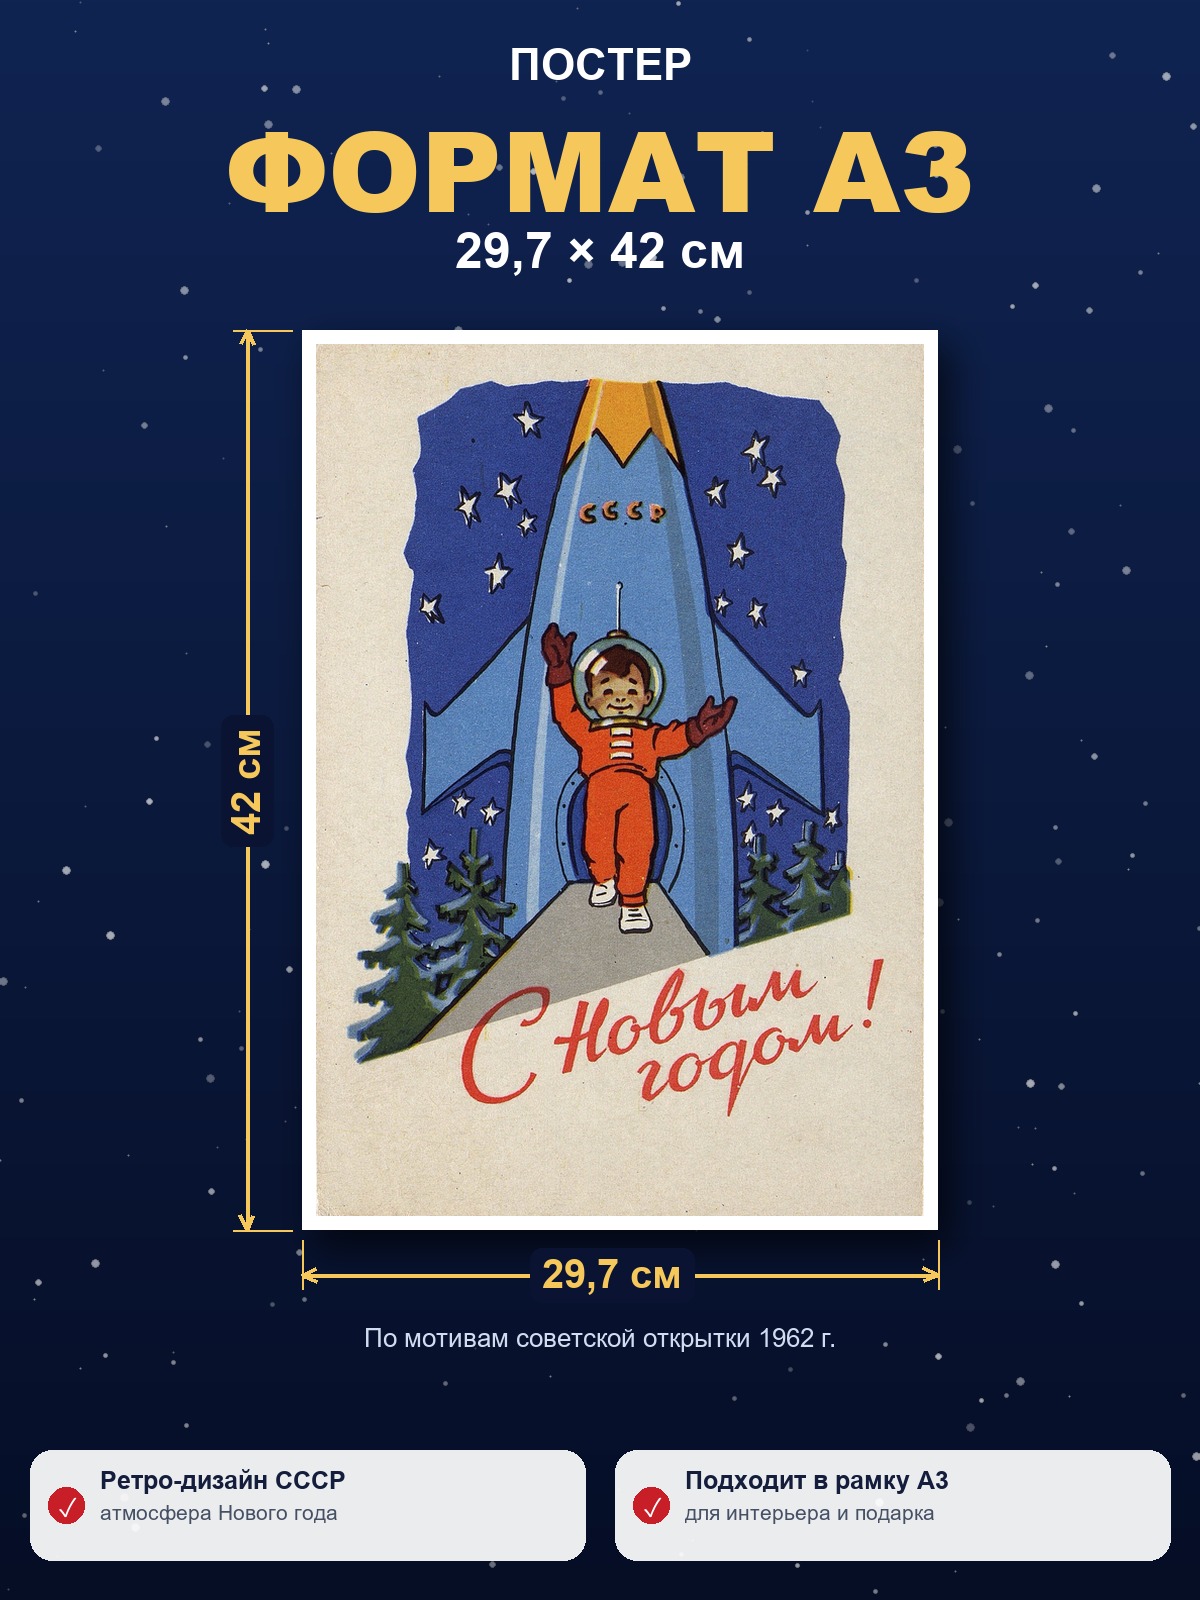 ПОСТЕР
ФОРМАТ А3
29,7 × 42 см
СССР
42 см
С Новым
годом!
29,7 см
По мотивам советской открытки 1962 г.
Ретро-дизайн СССР
атмосфера Нового года
Подходит в рамку А3
для интерьера и подарка